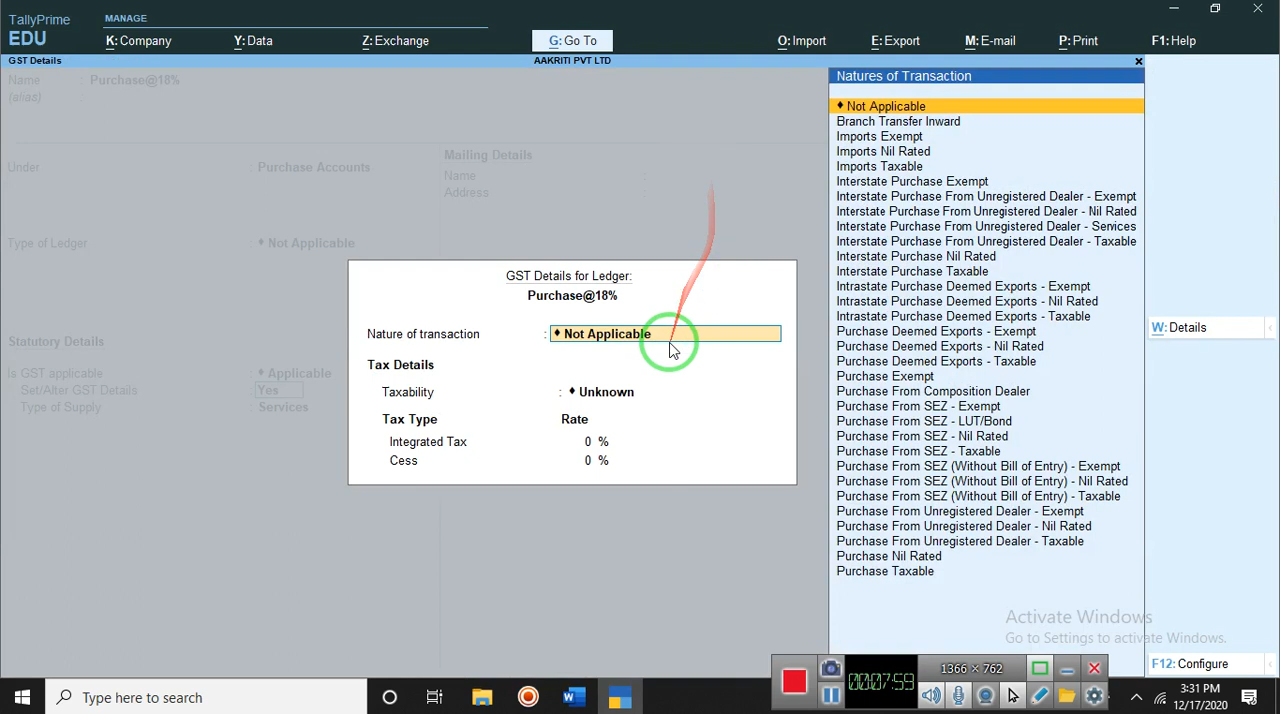 TallyPrime
EDU
MANAGE
K: Company
Y: Data
Z: Exchange
G: Go To
O: Import
E: Export
M: E-mail
P: Print
F1: Help
GST Details
AAKRITI PVT LTD
Name : Purchase@18%
(alias) :
Under : Purchase Accounts
Mailing Details
Name :
Address :
Type of Ledger : ♦ Not Applicable
Statutory Details
Is GST applicable : ♦ Applicable
Set/Alter GST Details : Yes
Type of Supply : Services
GST Details for Ledger:
Purchase@18%
Nature of transaction : ♦ Not Applicable
Tax Details
Taxability : ♦ Unknown
Tax Type Rate
Integrated Tax 0 %
Cess 0 %
Natures of Transaction
♦ Not Applicable
Branch Transfer Inward
Imports Exempt
Imports Nil Rated
Imports Taxable
Interstate Purchase Exempt
Interstate Purchase From Unregistered Dealer - Exempt
Interstate Purchase From Unregistered Dealer - Nil Rated
Interstate Purchase From Unregistered Dealer - Services
Interstate Purchase From Unregistered Dealer - Taxable
Interstate Purchase Nil Rated
Interstate Purchase Taxable
Intrastate Purchase Deemed Exports - Exempt
Intrastate Purchase Deemed Exports - Nil Rated
Intrastate Purchase Deemed Exports - Taxable
Purchase Deemed Exports - Exempt
Purchase Deemed Exports - Nil Rated
Purchase Deemed Exports - Taxable
Purchase Exempt
Purchase From Composition Dealer
Purchase From SEZ - Exempt
Purchase From SEZ - LUT/Bond
Purchase From SEZ - Nil Rated
Purchase From SEZ - Taxable
Purchase From SEZ (Without Bill of Entry) - Exempt
Purchase From SEZ (Without Bill of Entry) - Nil Rated
Purchase From SEZ (Without Bill of Entry) - Taxable
Purchase From Unregistered Dealer - Exempt
Purchase From Unregistered Dealer - Nil Rated
Purchase From Unregistered Dealer - Taxable
Purchase Nil Rated
Purchase Taxable
W: Details
Activate Windows
Go to Settings to activate Windows.
F12: Configure
00:07:59
1366 × 762
Type here to search
3:31 PM
12/17/2020